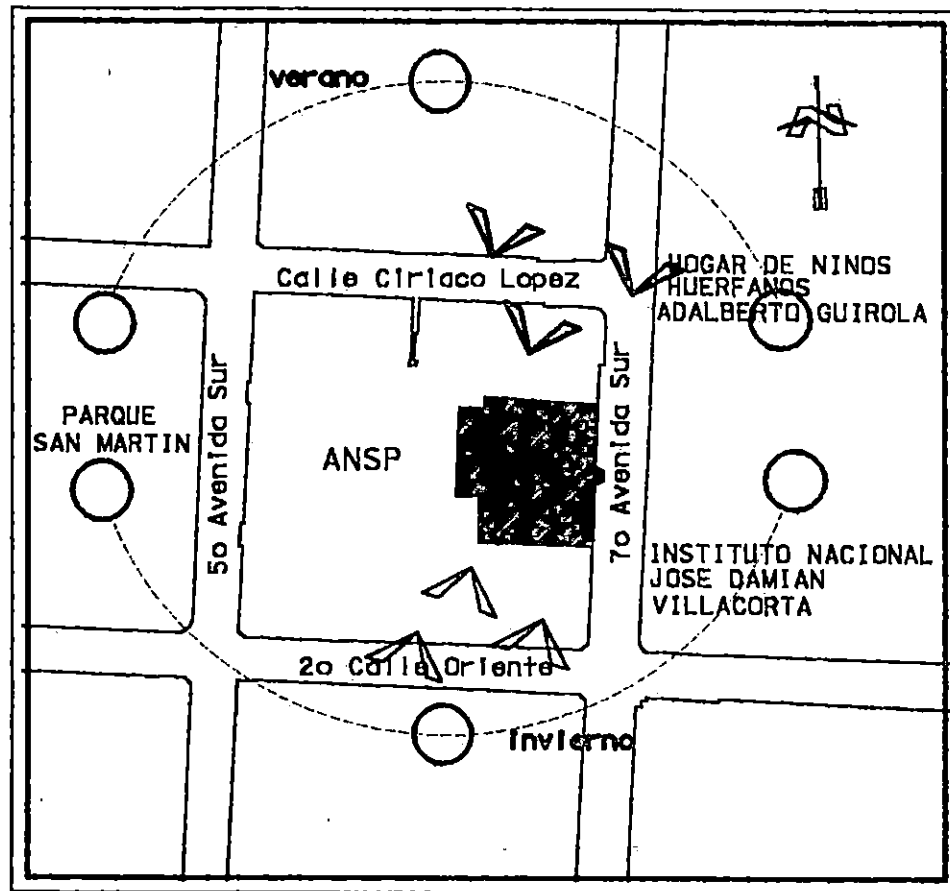 verano
Calle Ciriaco Lopez
HOGAR DE NINOS
HUERFANOS
ADALBERTO GUIROLA
5o Avenida Sur
PARQUE
SAN MARTIN
ANSP
7o Avenida Sur
INSTITUTO NACIONAL
JOSE DAMIAN
VILLACORTA
2o Calle Oriente
invierno